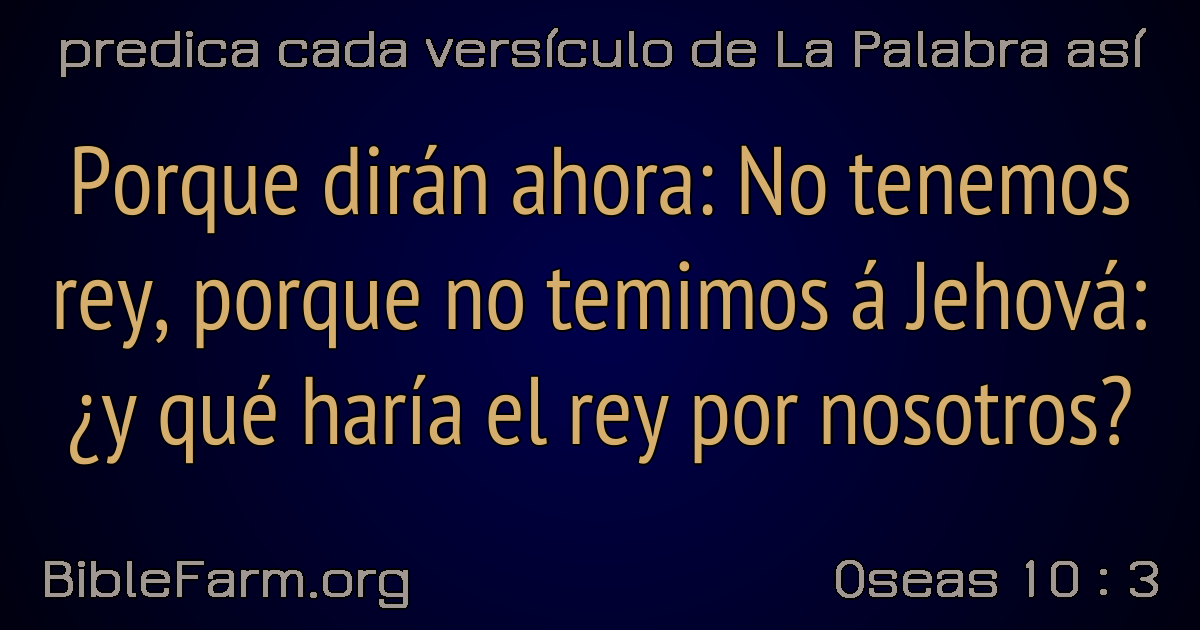 predica cada versículo de La Palabra así
Porque dirán ahora: No tenemos
rey, porque no temimos á Jehová:
¿y qué haría el rey por nosotros?
BibleFarm.org
Oseas 10 : 3